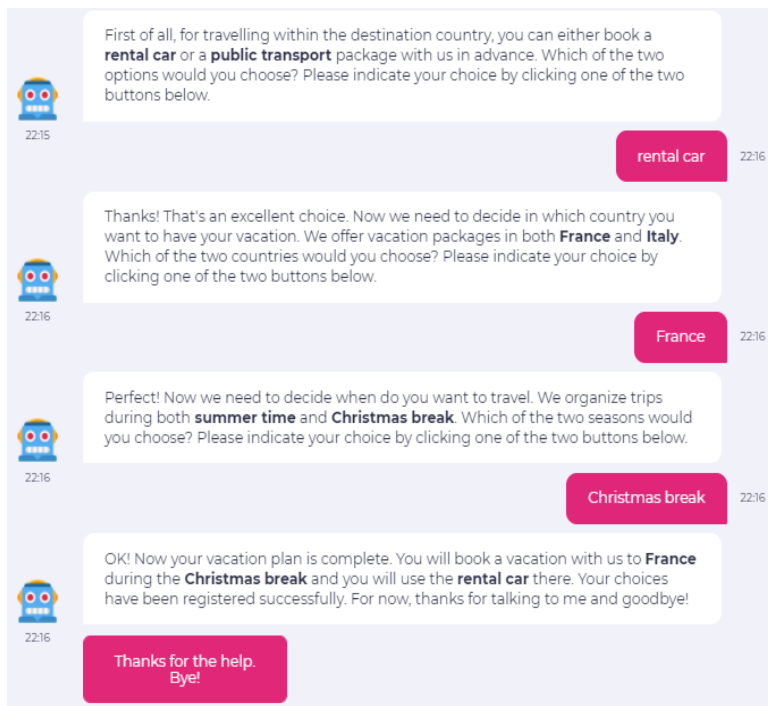 First of all, for travelling within the destination country, you can either book a
rental car or a public transport package with us in advance. Which of the two
options would you choose? Please indicate your choice by clicking one of the two
buttons below.
22:15
rental car
22:16
Thanks! That's an excellent choice. Now we need to decide in which country you
want to have your vacation. We offer vacation packages in both France and Italy.
Which of the two countries would you choose? Please indicate your choice by
clicking one of the two buttons below.
22:16
France
22:16
Perfect! Now we need to decide when do you want to travel. We organize trips
during both summer time and Christmas break. Which of the two seasons would
you choose? Please indicate your choice by clicking one of the two buttons below.
22:16
Christmas break
22:16
OK! Now your vacation plan is complete. You will book a vacation with us to France
during the Christmas break and you will use the rental car there. Your choices
have been registered successfully. For now, thanks for talking to me and goodbye!
22:16
Thanks for the help.
Bye!